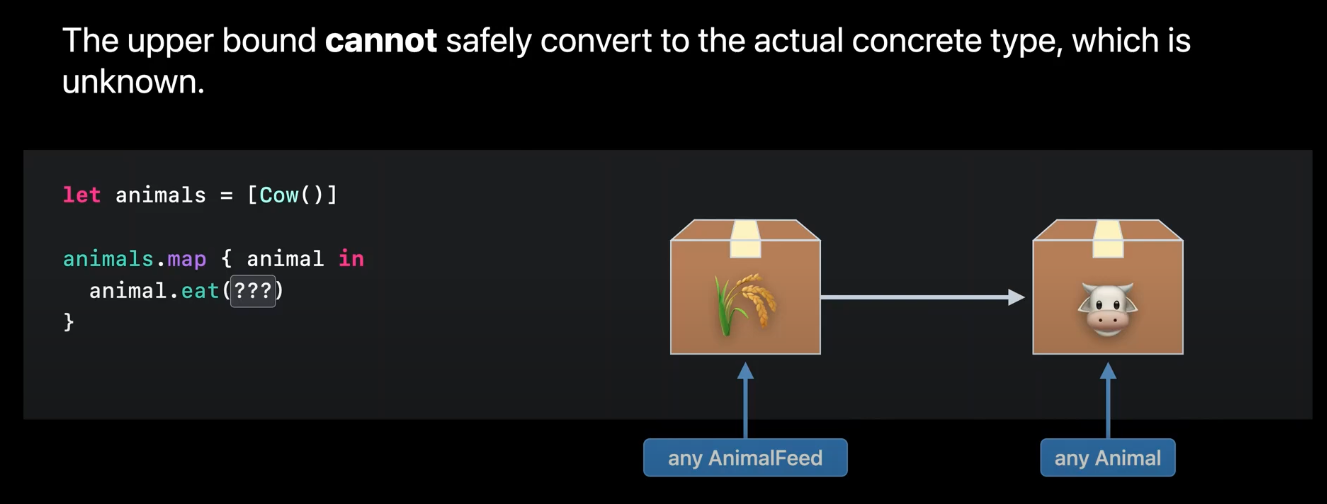 The upper bound cannot safely convert to the actual concrete type, which is
unknown.
let animals = [Cow()]
animals.map { animal in
  animal.eat(???)
}
any AnimalFeed
any Animal